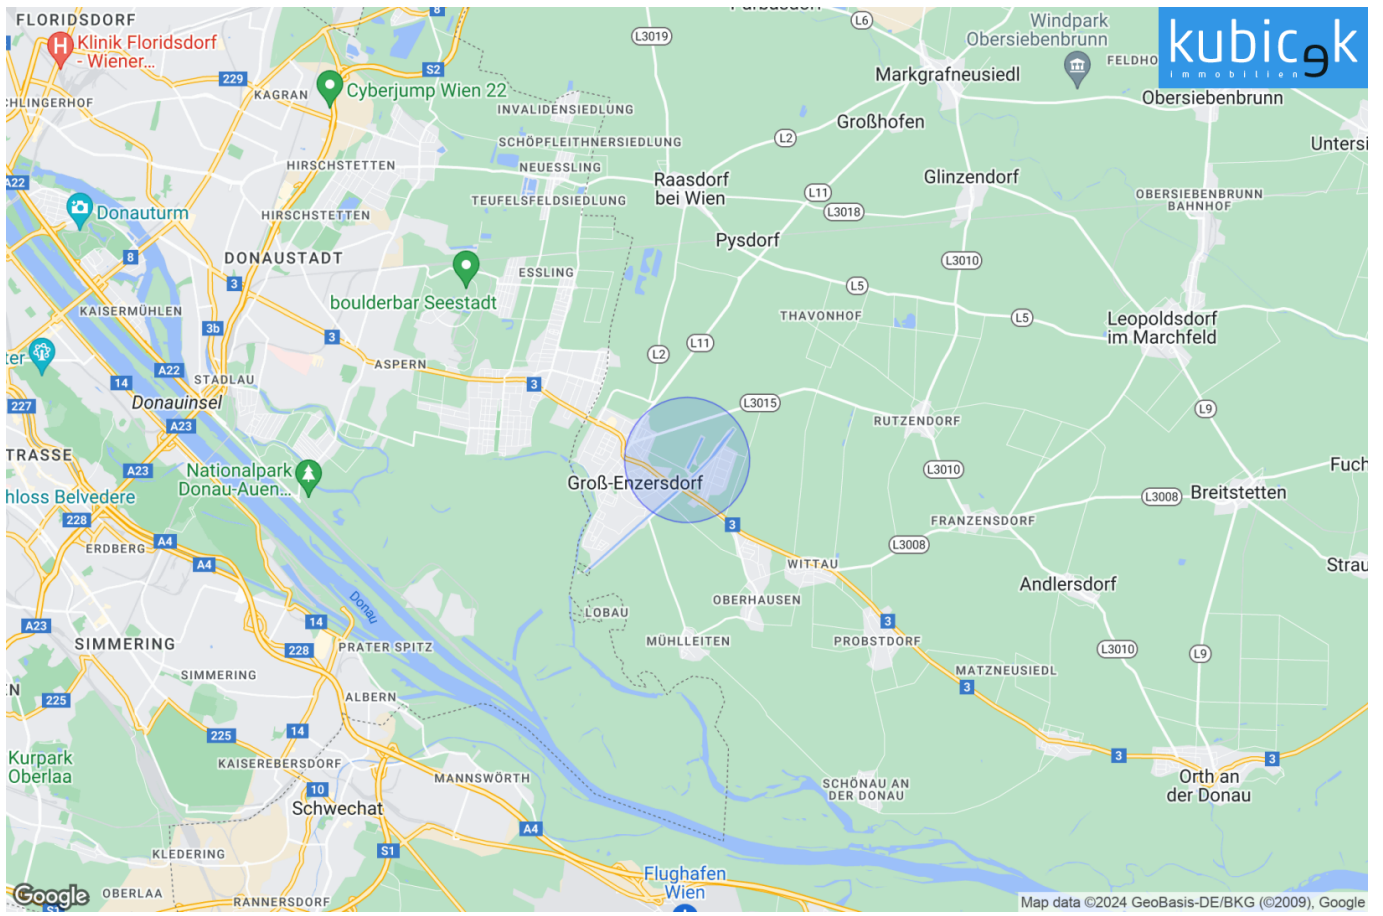 FLORIDSDORF
Klinik Floridsdorf
- Wiener...
CHLINGERHOF
229
KAGRAN
8
S2
Cyberjump Wien 22
L3019
L6
Windpark
Obersiebenbrunn
kubicek
immobilien
Markgrafneusiedl
Obersiebenbrunn
INVALIDENSIEDLUNG
Großhofen
SCHÖPFLEITHNERSIEDLUNG
L2
Untersi
HIRSCHSTETTEN
NEUESSLING
Raasdorf
bei Wien
Glinzendorf
A22
TEUFELSFELDSIEDLUNG
L11
L3018
OBERSIEBENBRUNN
BAHNHOF
Donauturm
HIRSCHSTETTEN
Pysdorf
8
DONAUSTADT
ESSLING
L3010
3
boulderbar Seestadt
L5
KAISERMÜHLEN
THAVONHOF
L5
Leopoldsdorf
im Marchfeld
3b
3
L11
L2
ter
A22
ASPERN
14
STADLAU
3
Donauinsel
227
A23
L3015
L9
RUTZENDORF
TRASSE
A23
Nationalpark
Donau-Auen...
Groß-Enzersdorf
L3010
Fuch
hloss Belvedere
L3008
Breitstetten
228
3
FRANZENSDORF
A4
ERDBERG
L3008
A4
WITTAU
Strau
Andlersdorf
Donau
OBERHAUSEN
LOBAU
A23
14
3
SIMMERING
228
PRATER SPITZ
MÜHLLEITEN
PROBSTDORF
L3010
L9
SIMMERING
MATZNEUSIEDL
N
225
ALBERN
3
14
225
Kurpark
Oberlaa
KAISEREBERSDORF
MANNSWÖRTH
3
3
10
SCHÖNAU AN
DER DONAU
Orth an
der Donau
Schwechat
A4
KLEDERING
S1
Flughafen
Wien
OBERLAA
RANNERSDORF
Google
S1
Map data ©2024 GeoBasis-DE/BKG (©2009), Google